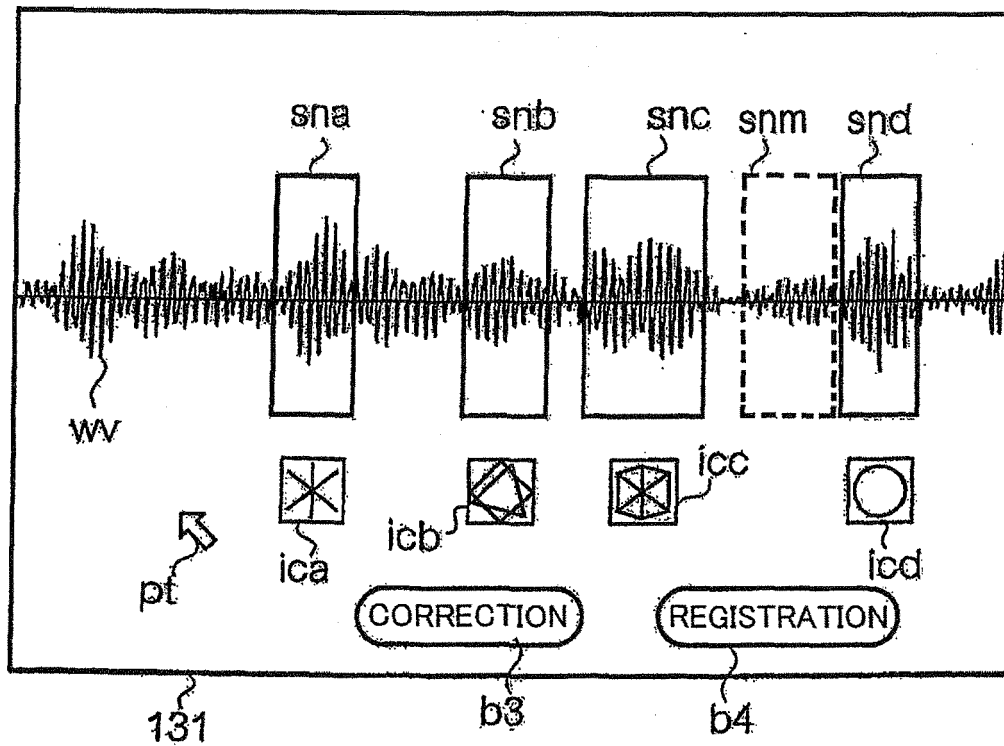 sna snb snc snm snd
wv
icc
icb
pt ica icd
CORRECTION REGISTRATION
131 b3 b4